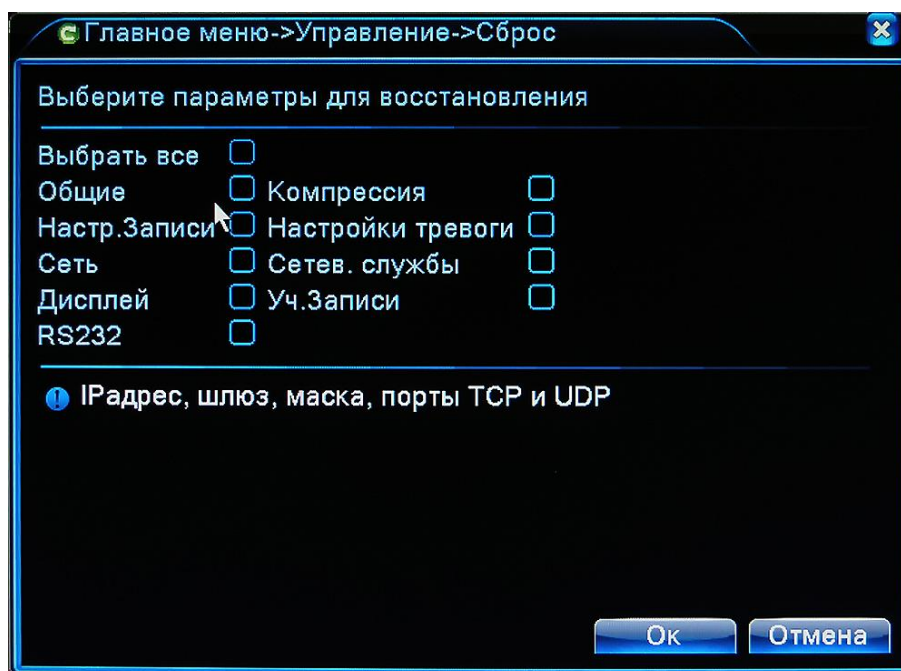 Главное меню->Управление->Сброс
Выберите параметры для восстановления
Выбрать все
Общие Компрессия
Настр.Записи Настройки тревоги
Сеть Сетев. службы
Дисплей Уч.Записи
RS232
IPадрес, шлюз, маска, порты TCP и UDP
Ок Отмена